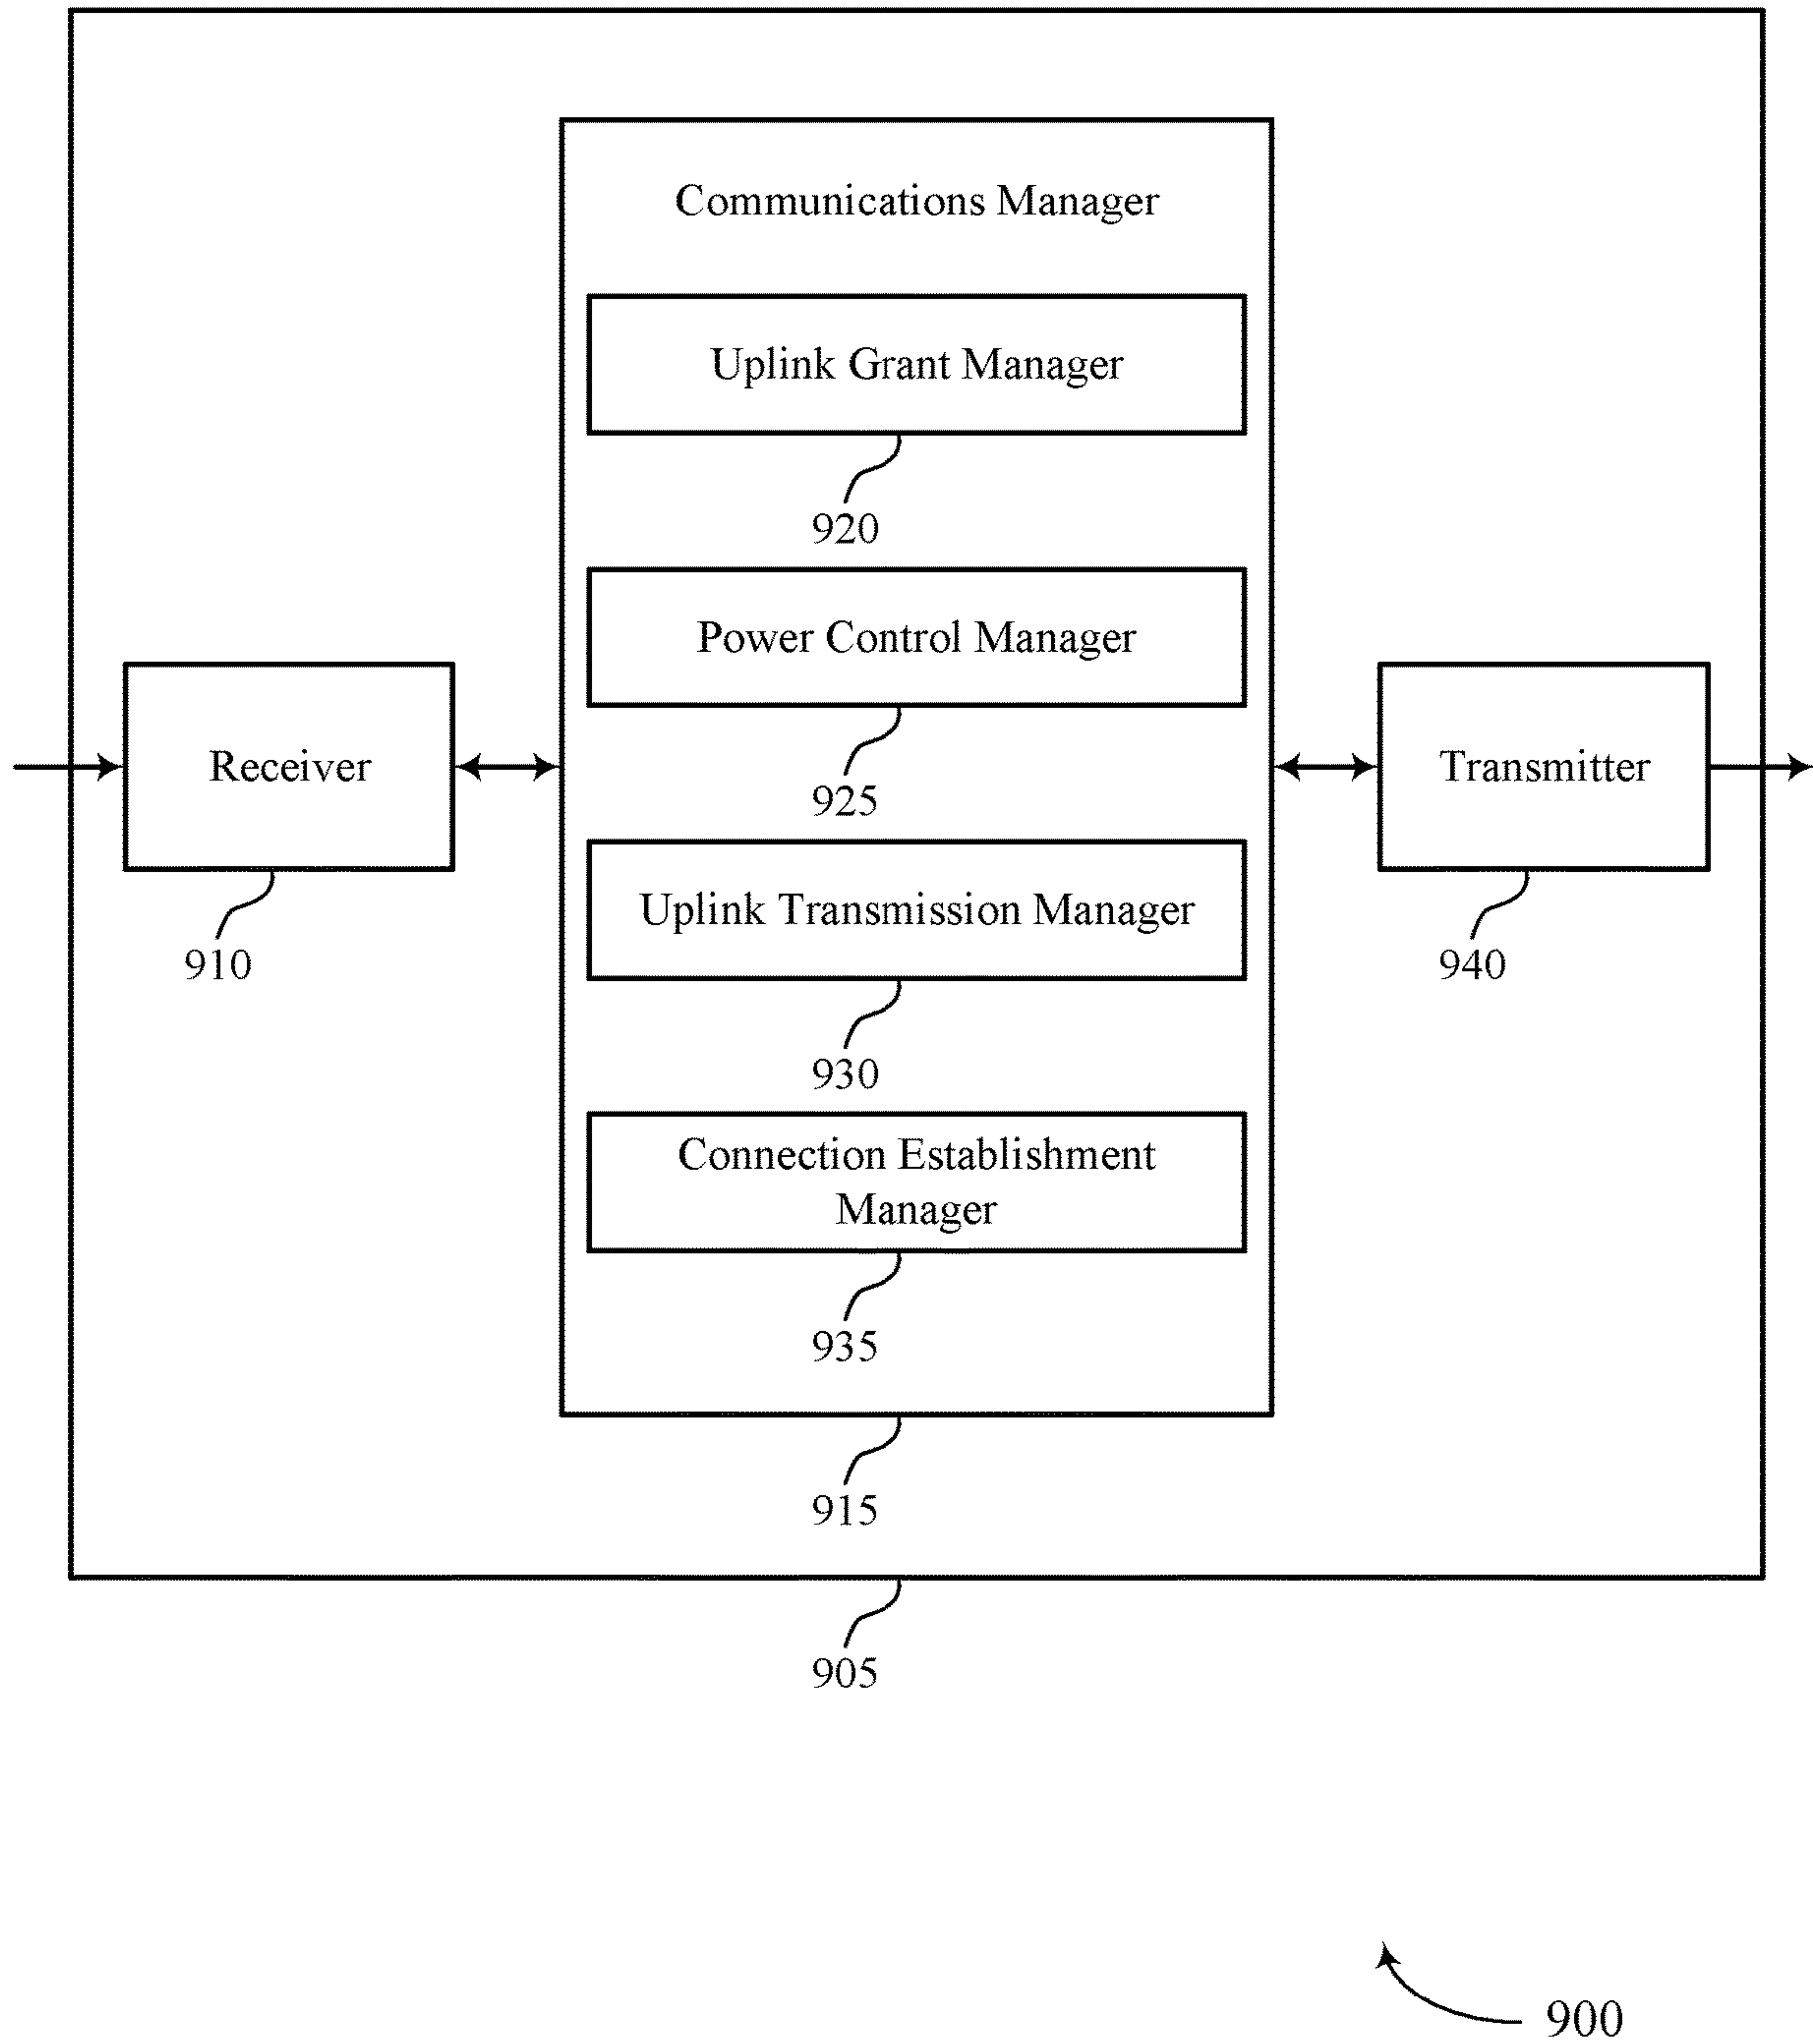 Communications Manager
Uplink Grant Manager
920
Power Control Manager
925
Receiver
910
Uplink Transmission Manager
930
Transmitter
940
Connection Establishment
Manager
935
915
905
900